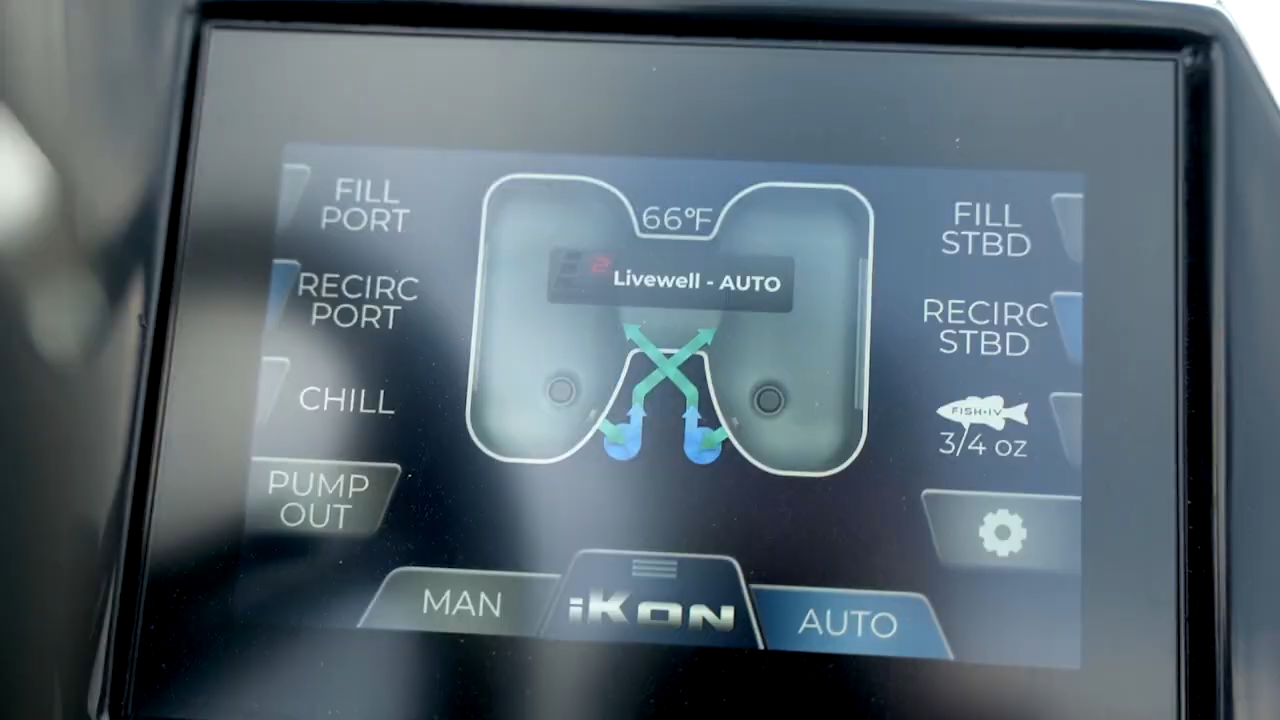 FILL
PORT
RECIRC
PORT
CHILL
PUMP
OUT
66°F
2
Livewell - AUTO
FILL
STBD
RECIRC
STBD
FISH·IV
3/4 oz
MAN
iKON
AUTO